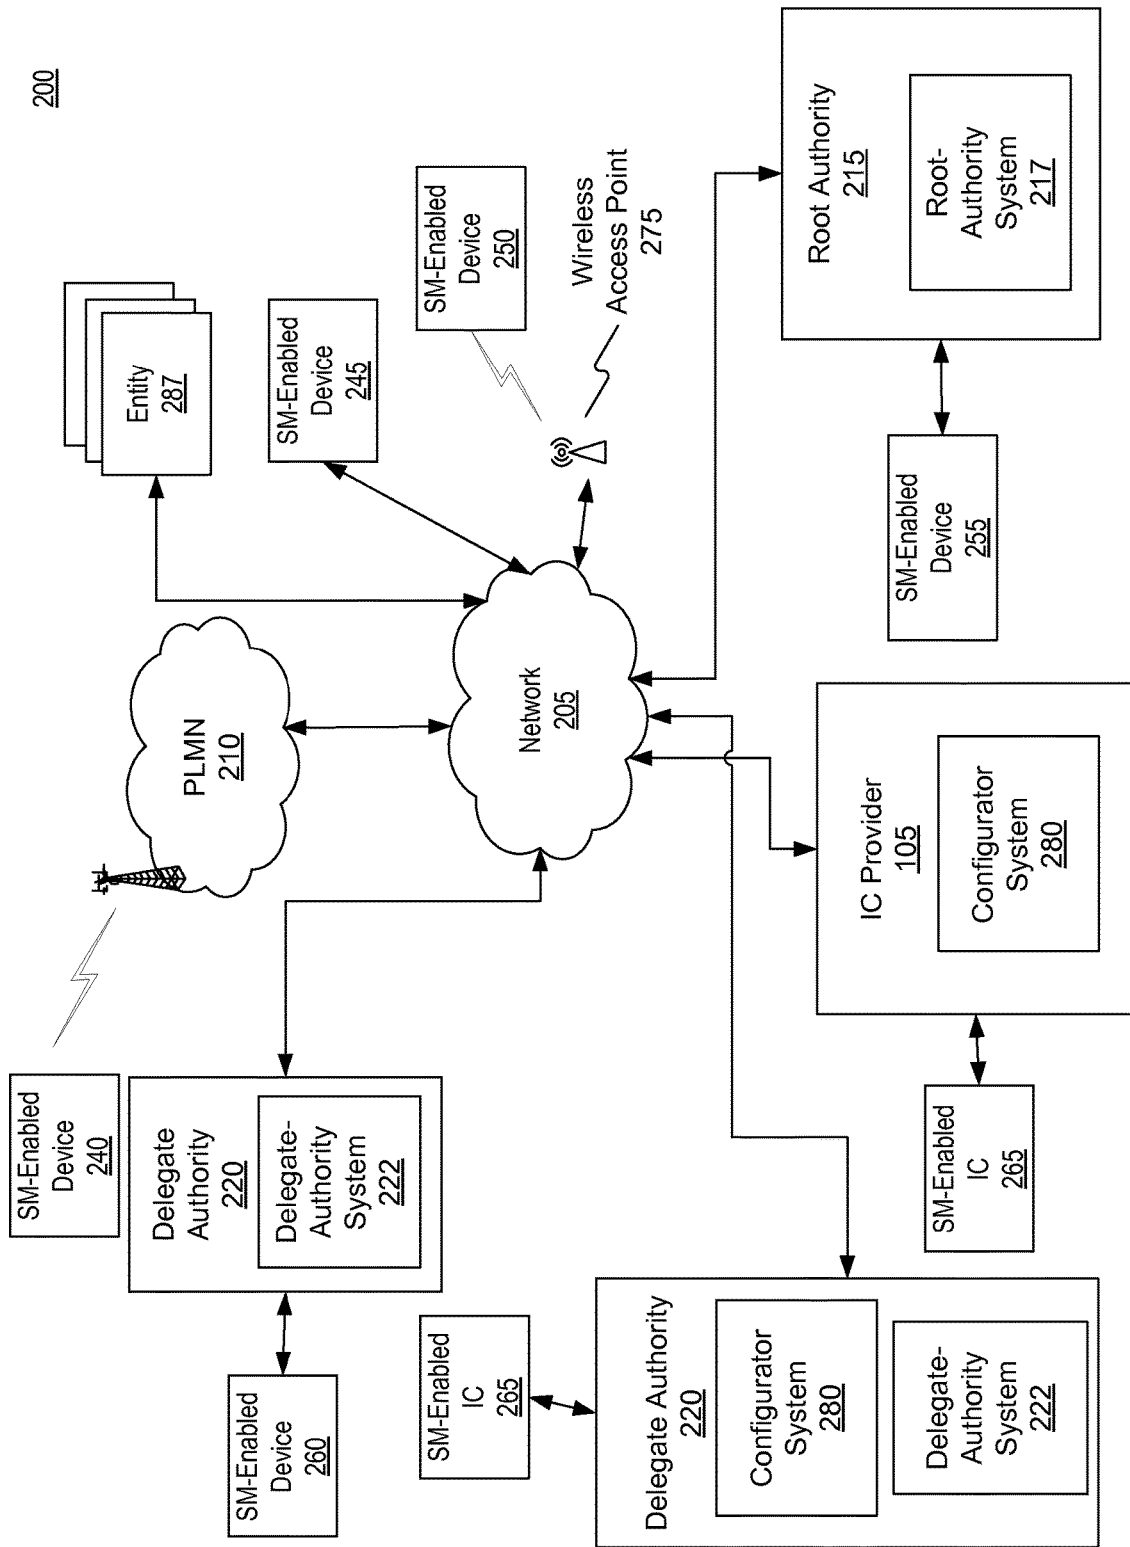 200
SM-Enabled
Device
240
PLMN
210
Entity
287
SM-Enabled
Device
245
SM-Enabled
Device
250
Wireless
Access Point
275
Network
205
Delegate
Authority
220
Delegate-
Authority
System
222
SM-Enabled
Device
260
SM-Enabled
IC
265
Delegate Authority
220
Configurator
System
280
Delegate-
Authority
System
222
SM-Enabled
IC
265
IC Provider
105
Configurator
System
280
SM-Enabled
Device
255
Root Authority
215
Root-
Authority
System
217